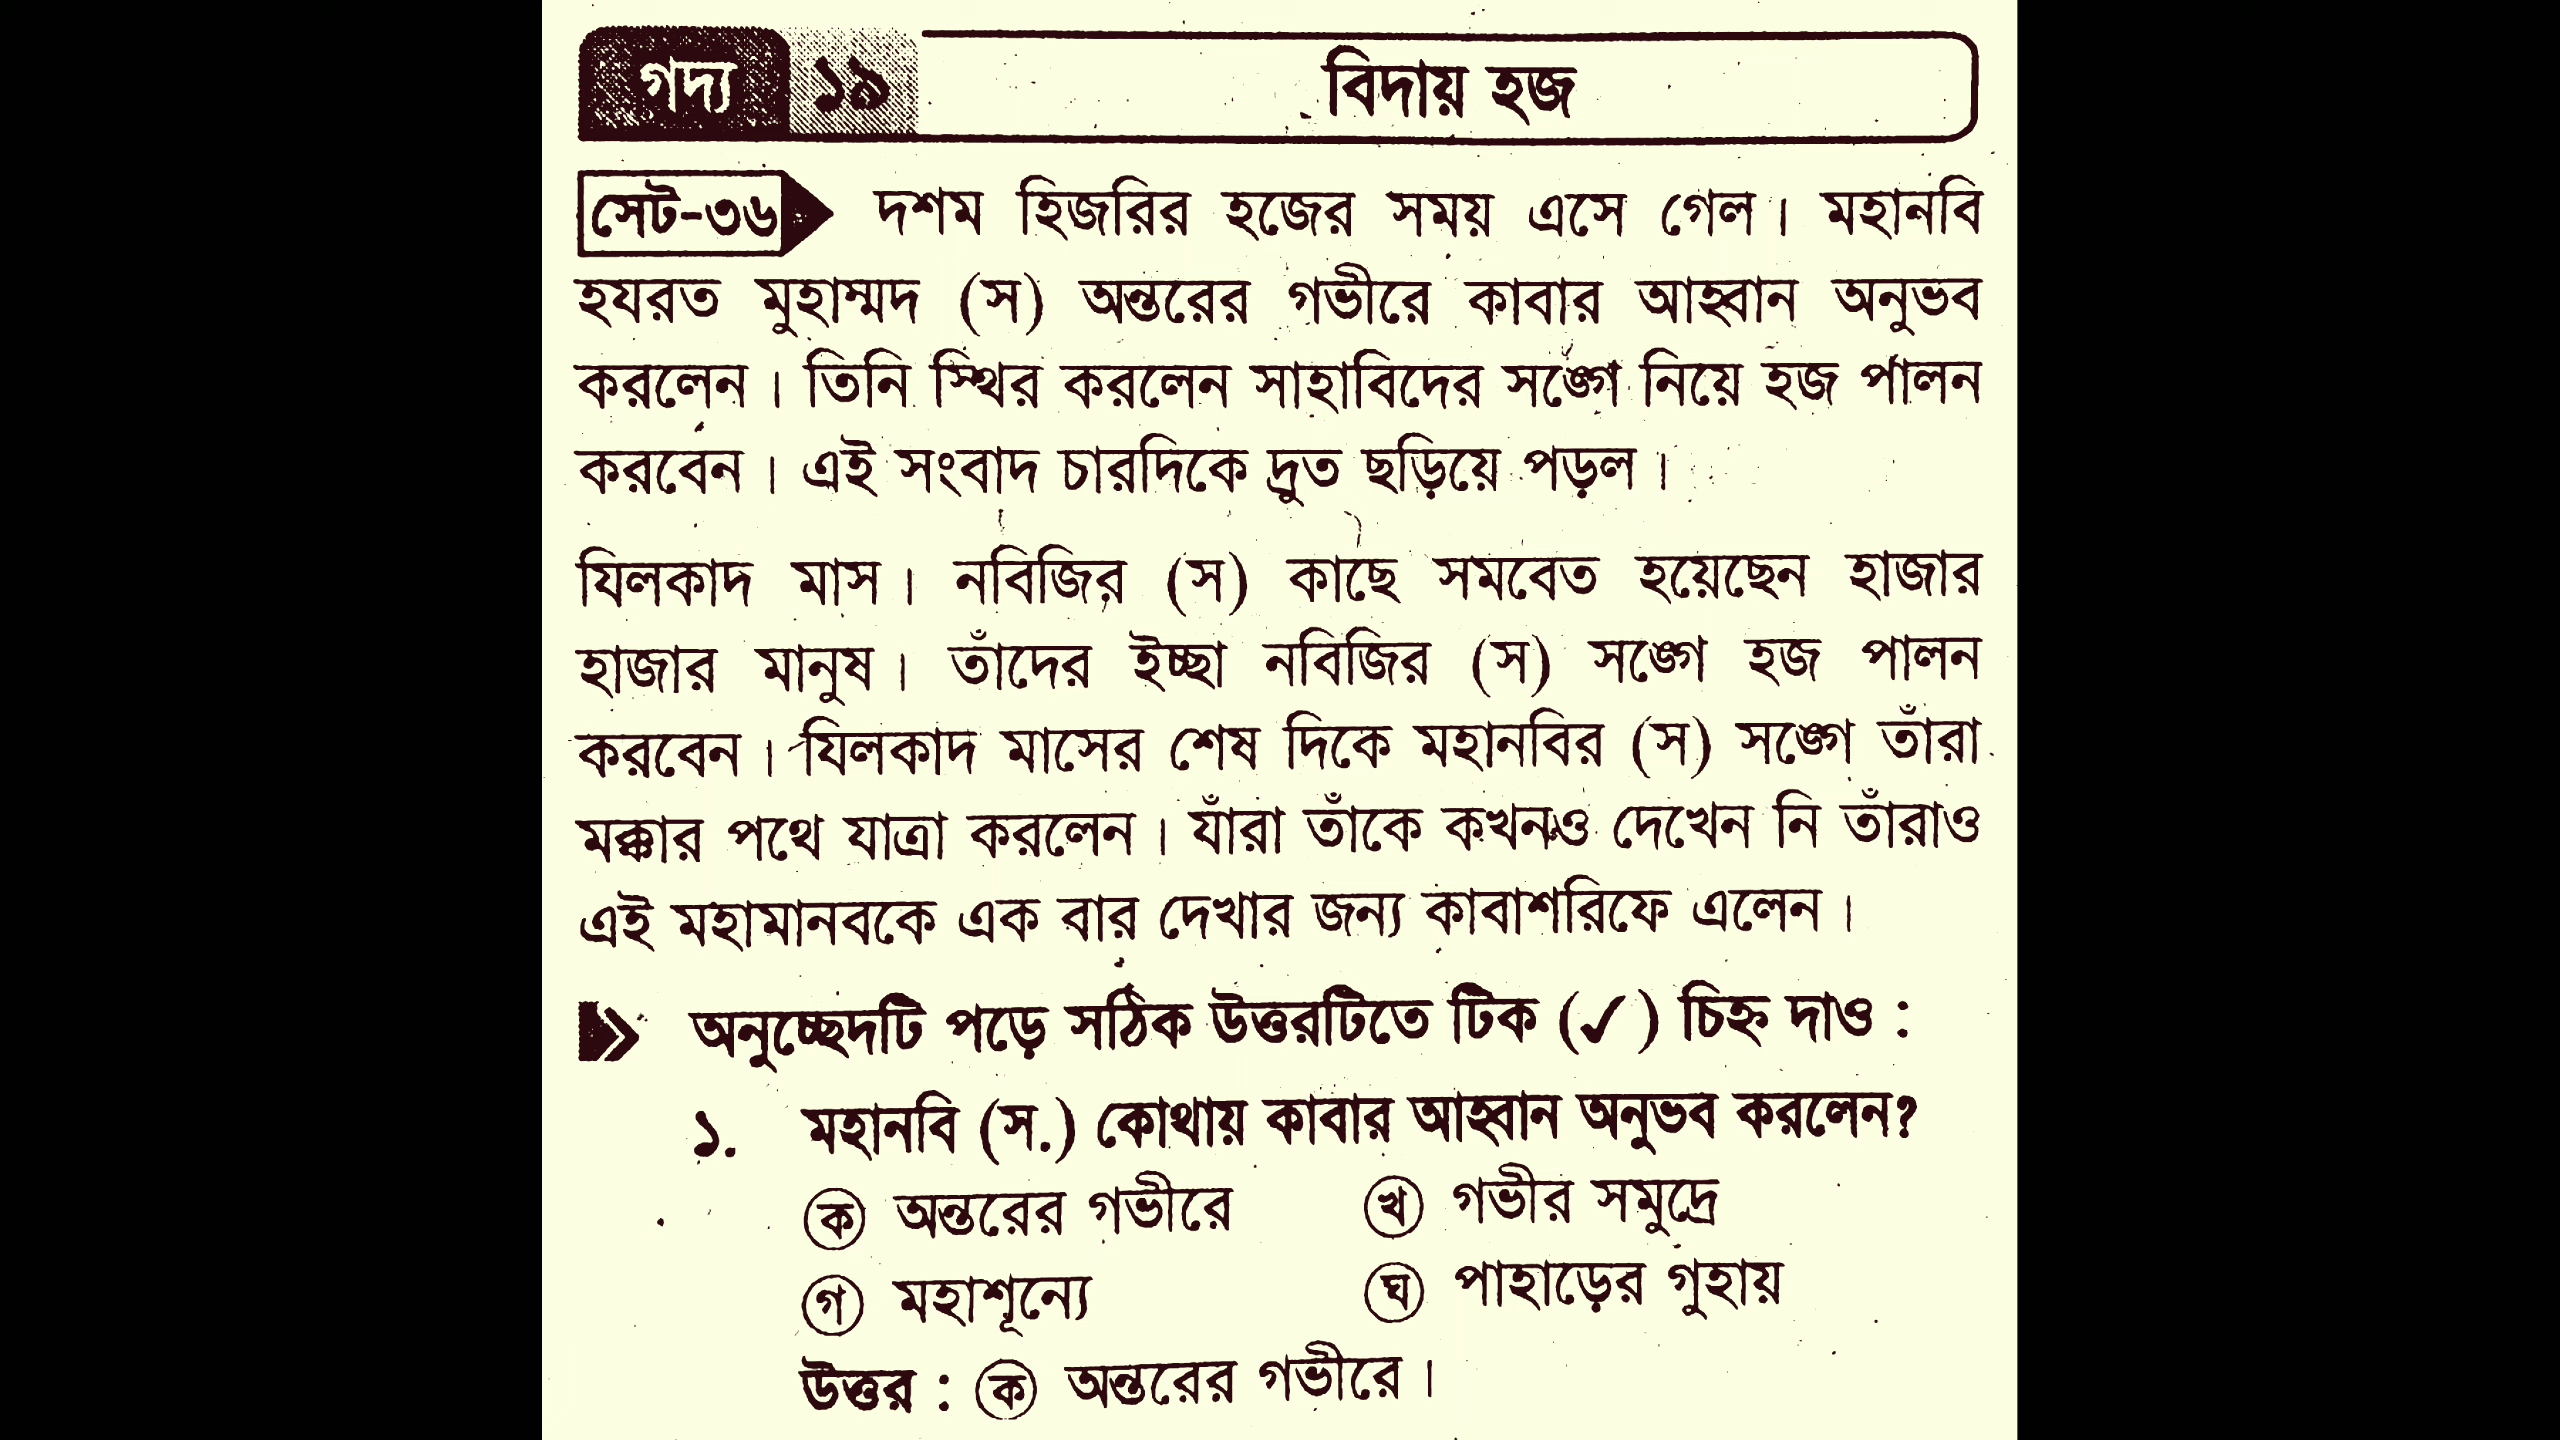 গদ্য ১৯ বিদায় হজ
সেট-৩৬ দশম হিজরির হজের সময় এসে গেল। মহানবি
হযরত মুহাম্মদ (স) অন্তরের গভীরে কাবার আহ্বান অনুভব
করলেন। তিনি স্থির করলেন সাহাবিদের সঙ্গে নিয়ে হজ পালন
করবেন। এই সংবাদ চারদিকে দ্রুত ছড়িয়ে পড়ল।
যিলকাদ মাস। নবিজির (স) কাছে সমবেত হয়েছেন হাজার
হাজার মানুষ। তাঁদের ইচ্ছা নবিজির (স) সঙ্গে হজ পালন
করবেন। যিলকাদ মাসের শেষ দিকে মহানবির (স) সঙ্গে তাঁরা
মক্কার পথে যাত্রা করলেন। যাঁরা তাঁকে কখনও দেখেন নি তাঁরাও
এই মহামানবকে এক বার দেখার জন্য কাবাশরিফে এলেন।
অনুচ্ছেদটি পড়ে সঠিক উত্তরটিতে টিক (✓) চিহ্ন দাও :
১. মহানবি (স.) কোথায় কাবার আহ্বান অনুভব করলেন?
ক অন্তরের গভীরে খ গভীর সমুদ্রে
গ মহাশূন্যে ঘ পাহাড়ের গুহায়
উত্তর : ক অন্তরের গভীরে।